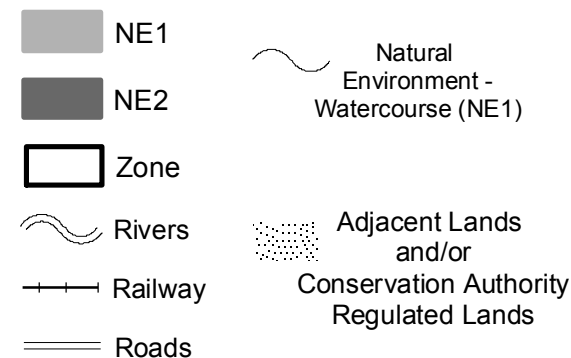 NE1
NE2
Zone
Rivers
Railway
Roads
Natural
Environment -
Watercourse (NE1)
Adjacent Lands
and/or
Conservation Authority
Regulated Lands